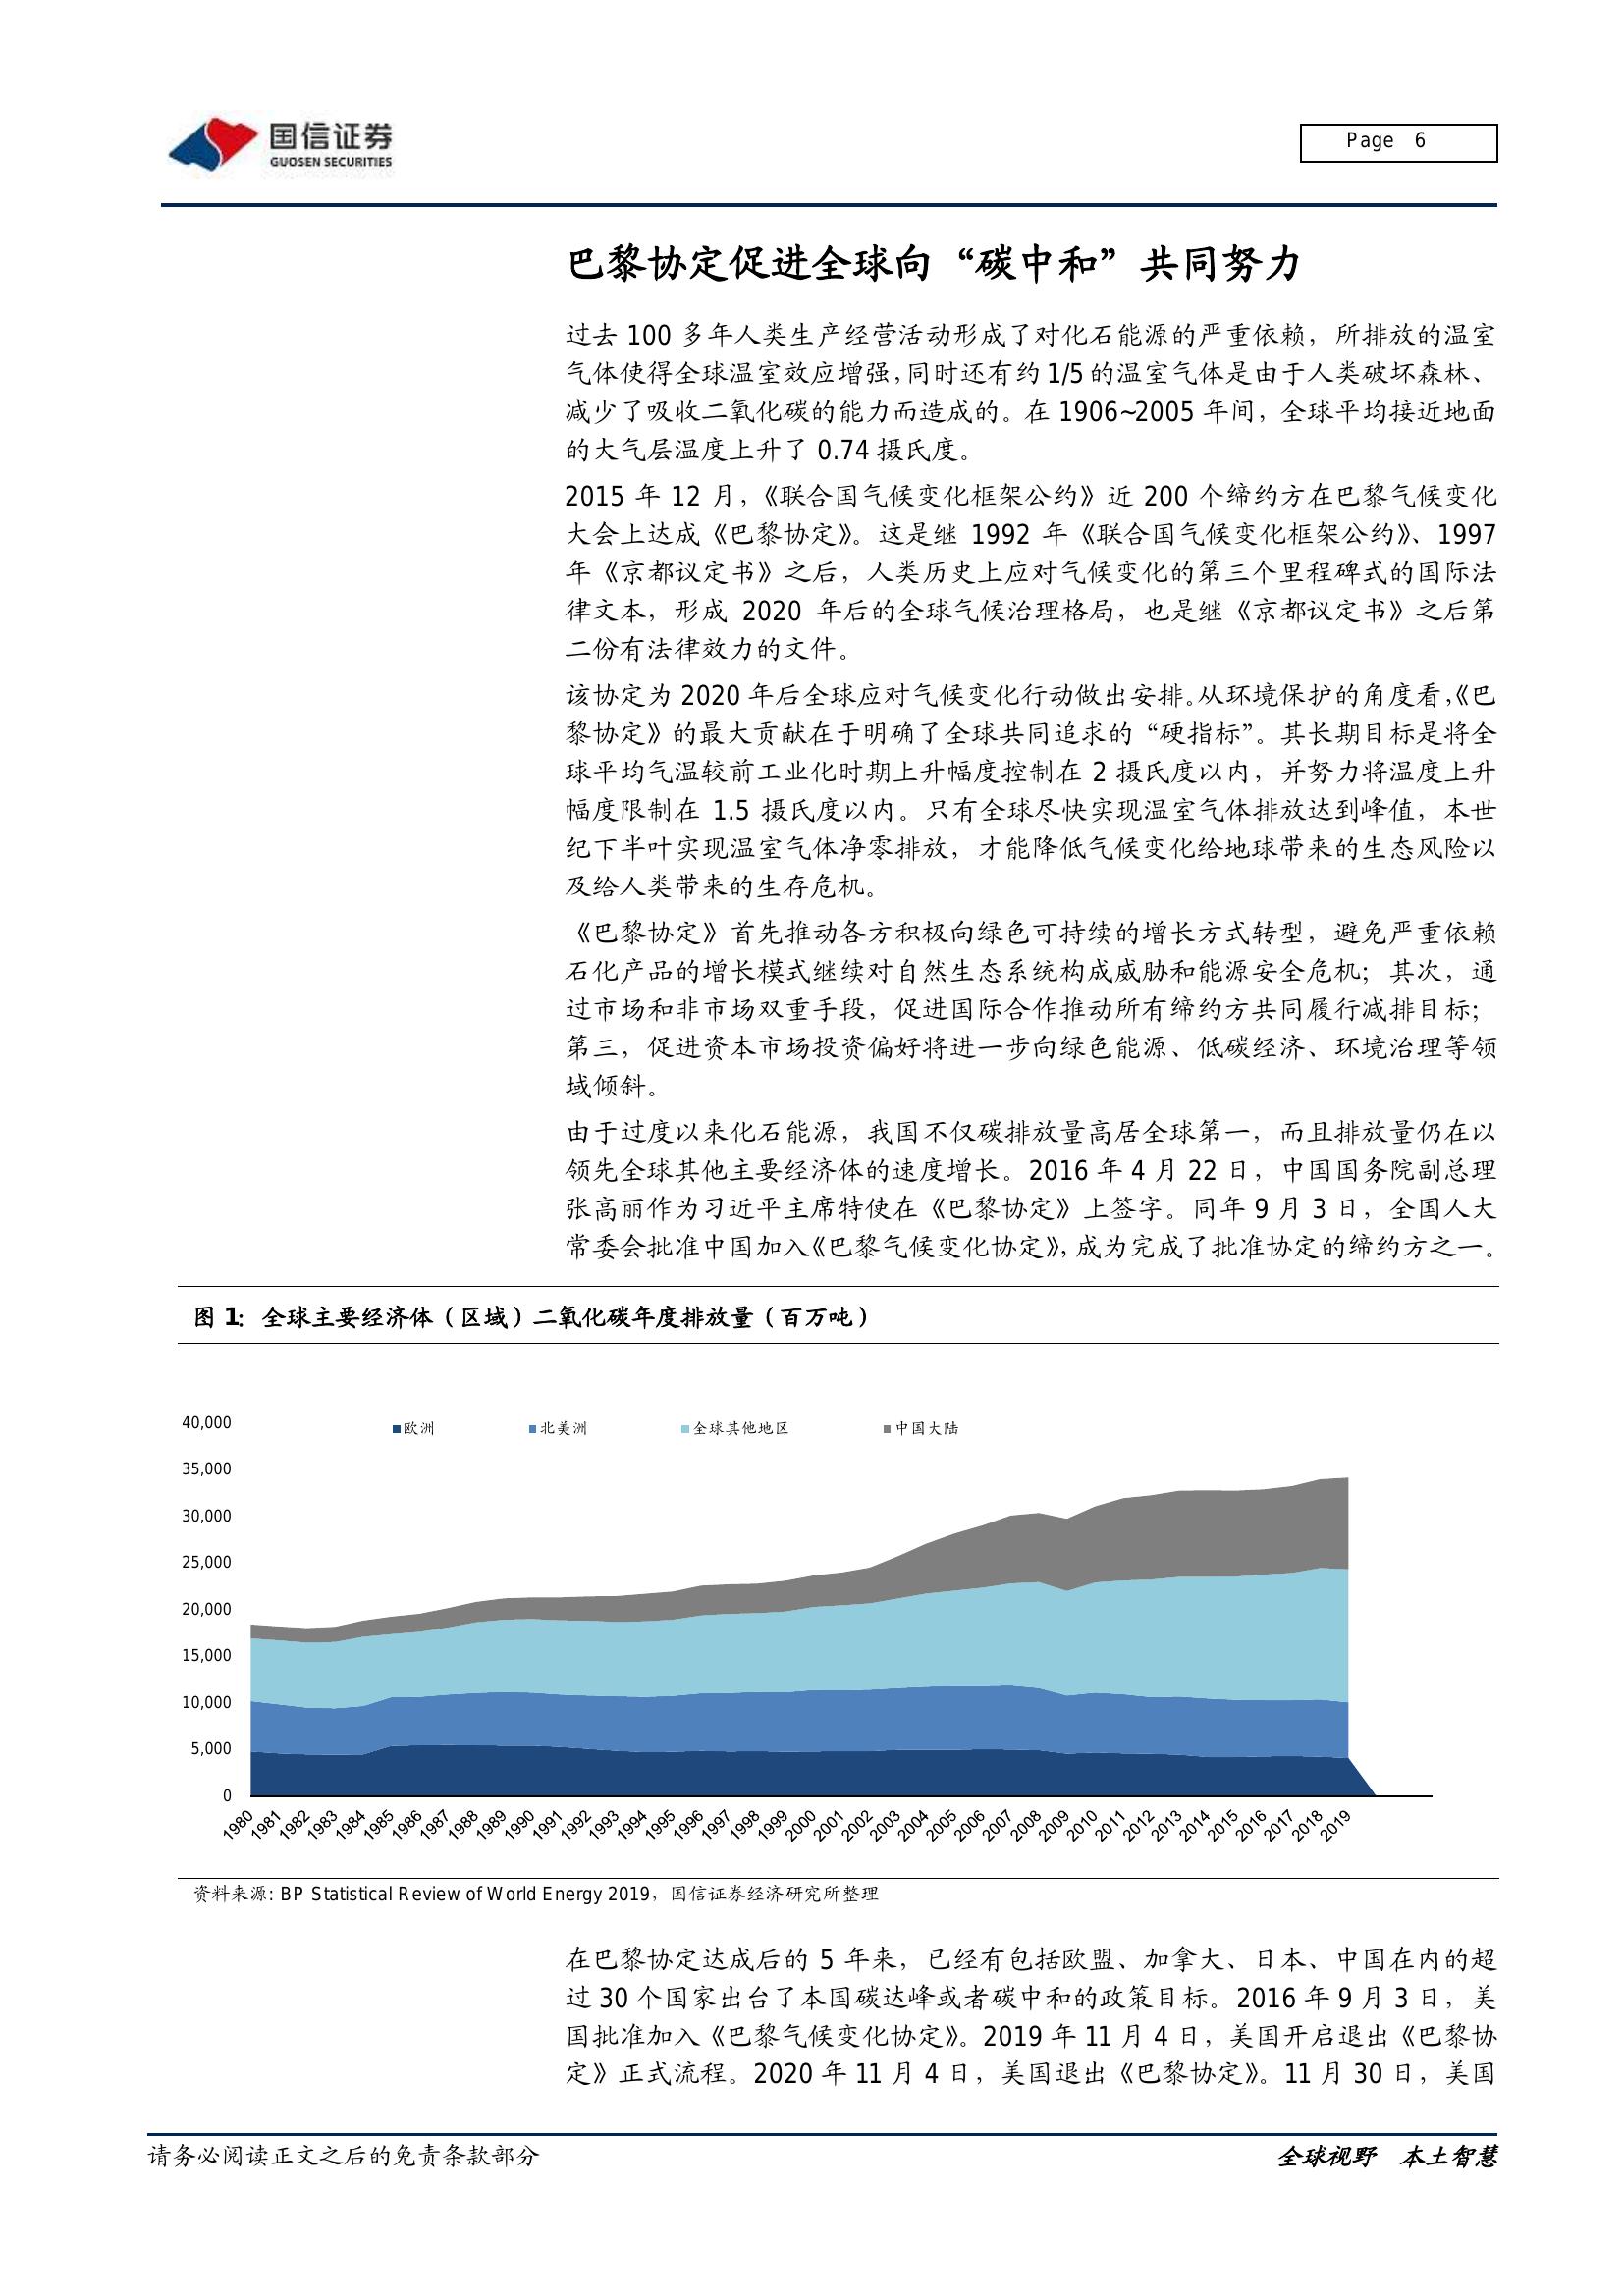 国信证券
GUOSEN SECURITIES
Page 6
巴黎协定促进全球向“碳中和”共同努力
过去 100 多年人类生产经营活动形成了对化石能源的严重依赖，所排放的温室
气体使得全球温室效应增强，同时还有约 1/5 的温室气体是由于人类破坏森林、
减少了吸收二氧化碳的能力而造成的。在 1906~2005 年间，全球平均接近地面
的大气层温度上升了 0.74 摄氏度。
2015 年 12 月，《联合国气候变化框架公约》近 200 个缔约方在巴黎气候变化
大会上达成《巴黎协定》。这是继 1992 年《联合国气候变化框架公约》、1997
年《京都议定书》之后，人类历史上应对气候变化的第三个里程碑式的国际法
律文本，形成 2020 年后的全球气候治理格局，也是继《京都议定书》之后第
二份有法律效力的文件。
该协定为 2020 年后全球应对气候变化行动做出安排。从环境保护的角度看，《巴
黎协定》的最大贡献在于明确了全球共同追求的“硬指标”。其长期目标是将全
球平均气温较前工业化时期上升幅度控制在 2 摄氏度以内，并努力将温度上升
幅度限制在 1.5 摄氏度以内。只有全球尽快实现温室气体排放达到峰值，本世
纪下半叶实现温室气体净零排放，才能降低气候变化给地球带来的生态风险以
及给人类带来的生存危机。
《巴黎协定》首先推动各方积极向绿色可持续的增长方式转型，避免严重依赖
石化产品的增长模式继续对自然生态系统构成威胁和能源安全危机；其次，通
过市场和非市场双重手段，促进国际合作推动所有缔约方共同履行减排目标；
第三，促进资本市场投资偏好将进一步向绿色能源、低碳经济、环境治理等领
域倾斜。
由于过度以来化石能源，我国不仅碳排放量高居全球第一，而且排放量仍在以
领先全球其他主要经济体的速度增长。2016 年 4 月 22 日，中国国务院副总理
张高丽作为习近平主席特使在《巴黎协定》上签字。同年 9 月 3 日，全国人大
常委会批准中国加入《巴黎气候变化协定》，成为完成了批准协定的缔约方之一。
图 1：全球主要经济体（区域）二氧化碳年度排放量（百万吨）
欧洲 北美洲 全球其他地区 中国大陆
40,000
35,000
30,000
25,000
20,000
15,000
10,000
5,000
0
1980 1981 1982 1983 1984 1985 1986 1987 1988 1989 1990 1991 1992 1993 1994 1995 1996 1997 1998 1999 2000 2001 2002 2003 2004 2005 2006 2007 2008 2009 2010 2011 2012 2013 2014 2015 2016 2017 2018 2019
资料来源: BP Statistical Review of World Energy 2019，国信证券经济研究所整理
在巴黎协定达成后的 5 年来，已经有包括欧盟、加拿大、日本、中国在内的超
过 30 个国家出台了本国碳达峰或者碳中和的政策目标。2016 年 9 月 3 日，美
国批准加入《巴黎气候变化协定》。2019 年 11 月 4 日，美国开启退出《巴黎协
定》正式流程。2020 年 11 月 4 日，美国退出《巴黎协定》。11 月 30 日，美国
请务必阅读正文之后的免责条款部分
全球视野 本土智慧